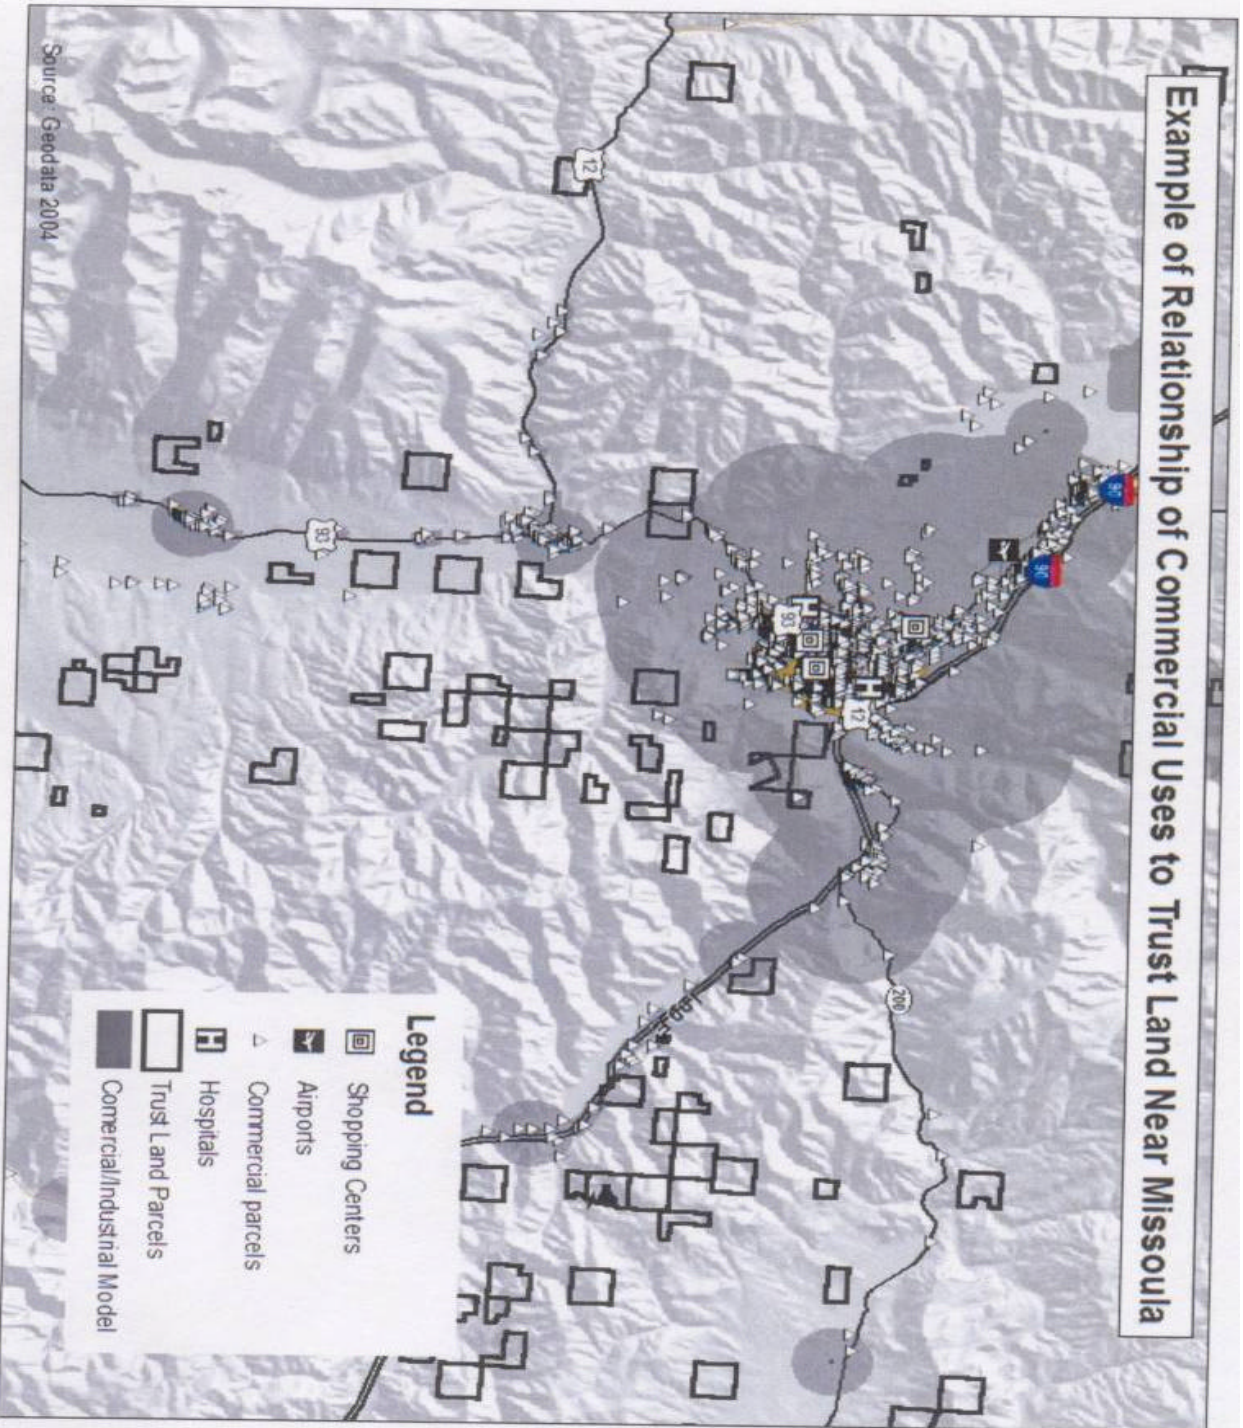 Example of Relationship of Commercial Uses to Trust Land Near Missoula
90
90
200
12
H
93
H
12
93
12
Legend
Shopping Centers
Airports
Commercial parcels
H Hospitals
Trust Land Parcels
Comercial/Industrial Model
Source: Geodata 2004